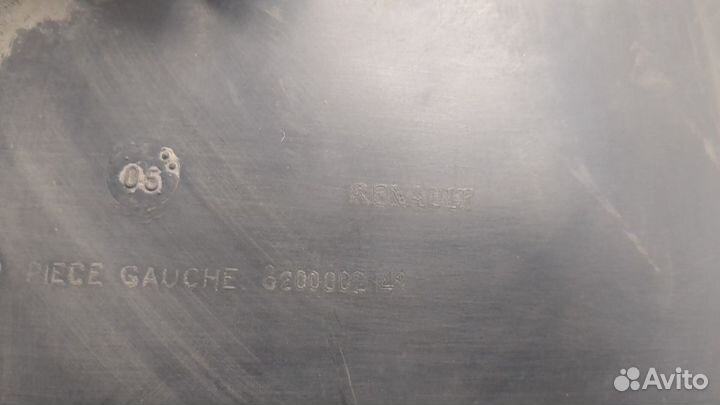 05
RENAULT
PIECE GAUCHE
Avito